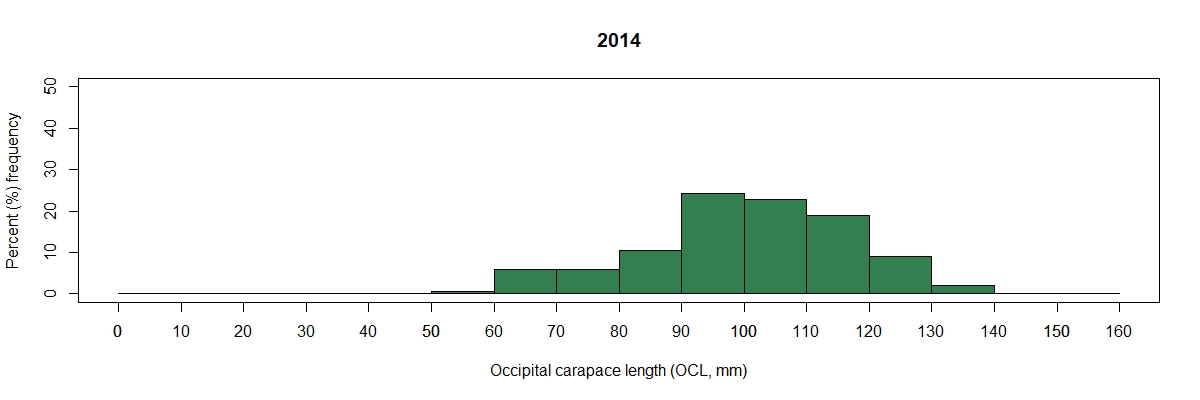 2014
Percent (%) frequency
50
40
30
20
10
0
0 10 20 30 40 50 60 70 80 90 100 110 120 130 140 150 160
Occipital carapace length (OCL, mm)